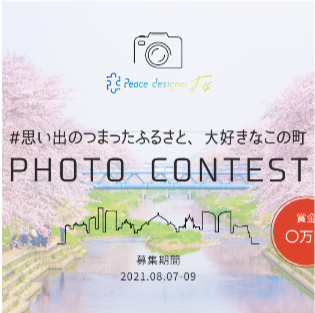 Peace designer Js
#思い出のつまったふるさと、大好きなこの町
PHOTO CONTEST
賞金
〇万
募集期間
2021.08.07-09